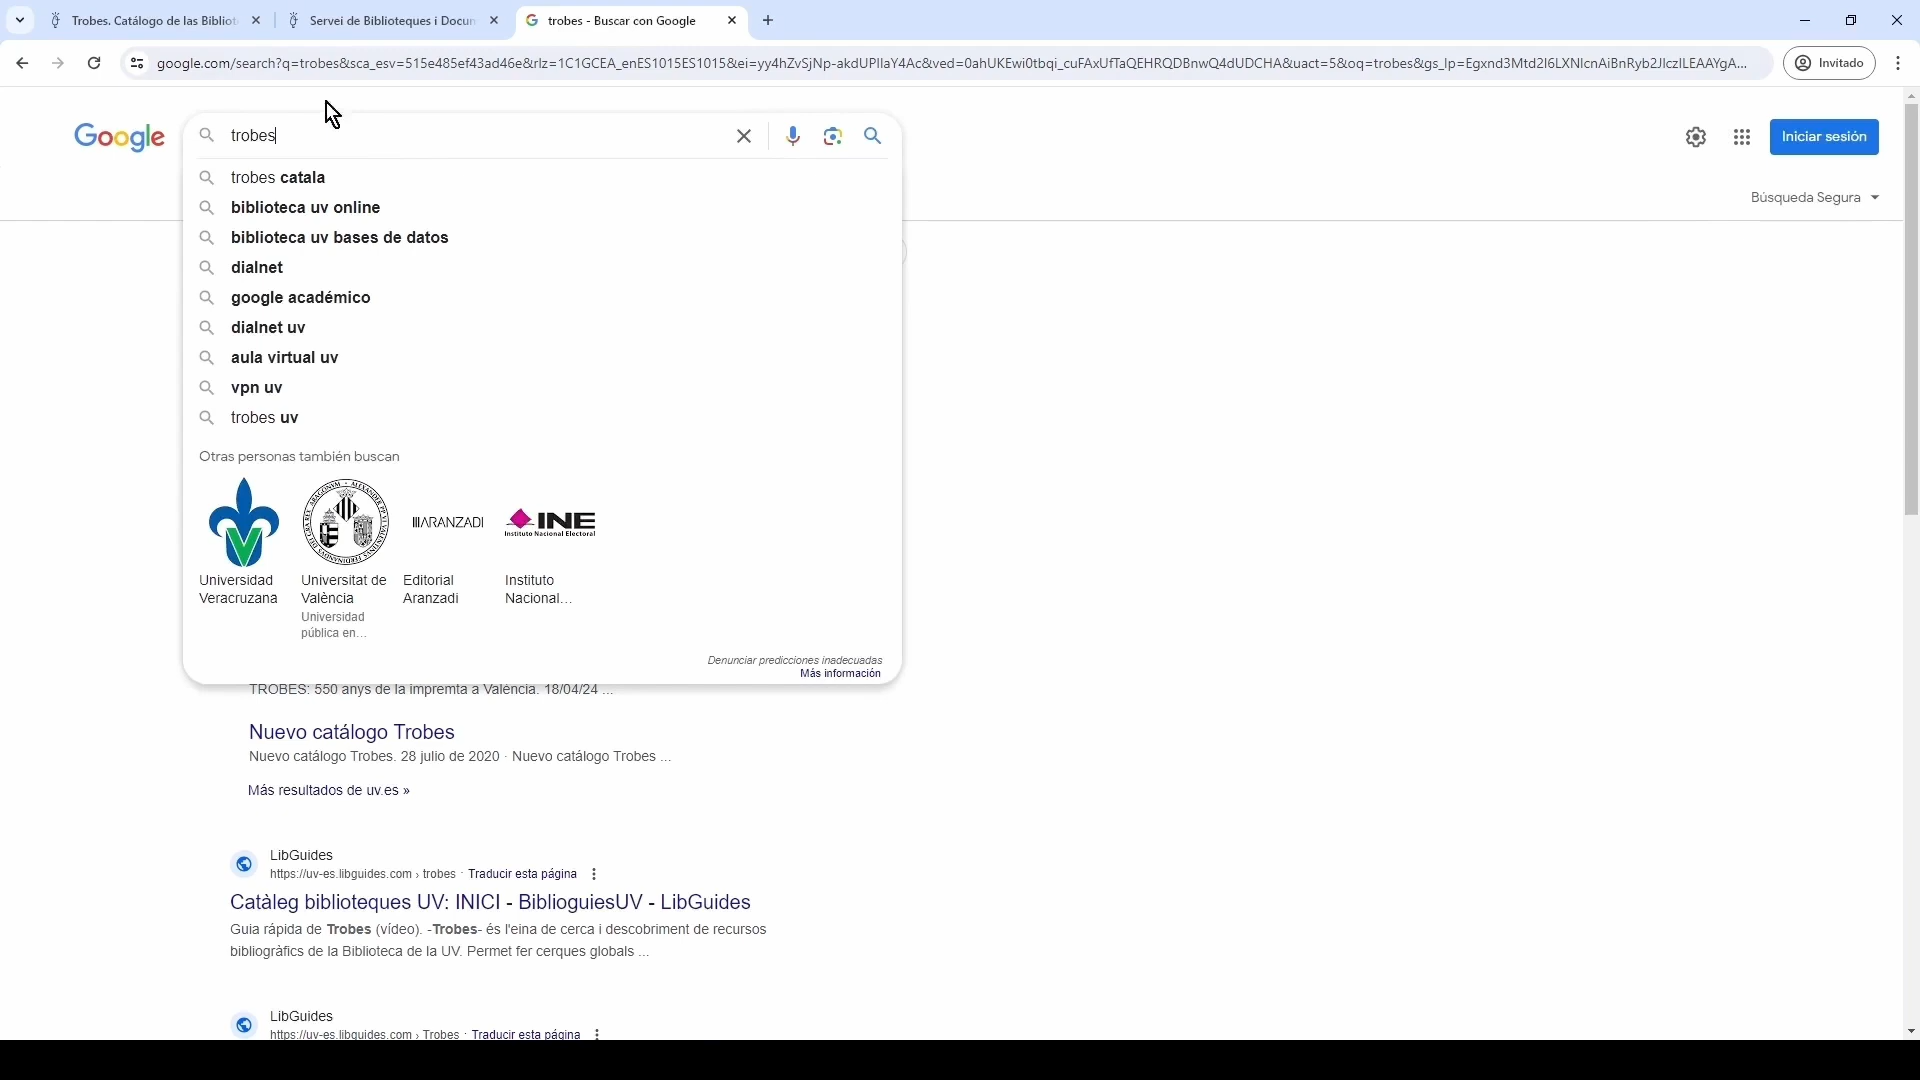 Trobes. Catálogo de las Bibliot
Servei de Biblioteques i Docum
trobes - Buscar con Google
google.com/search?q=trobes&sca_esv=515e485ef43ad46e&rlz=1C1GCEA_enES1015ES1015&ei=yy4hZvSjNp-akdUPlIaY4Ac&ved=0ahUKEwi0tbqi_cuFAxUfTaQEHRQDBnwQ4dUDCHA&uact=5&oq=trobes&gs_lp=Egxnd3Mtd2l6LXNlcnAiBnRyb2JlczILEAAYgA...
Invitado
Google
trobes
Iniciar sesión
trobes catala
biblioteca uv online
Búsqueda Segura
biblioteca uv bases de datos
dialnet
google académico
dialnet uv
aula virtual uv
vpn uv
trobes uv
Otras personas también buscan
ARANZADI
INE
Instituto Nacional Electoral
Universidad Veracruzana
Universitat de València
Universidad pública en...
Editorial Aranzadi
Instituto Nacional...
Denunciar predicciones inadecuadas
Más información
TROBES: 550 anys de la impremta a València. 18/04/24 ...
Nuevo catálogo Trobes
Nuevo catálogo Trobes. 28 julio de 2020 · Nuevo catálogo Trobes ...
Más resultados de uv.es »
LibGuides
https://uv-es.libguides.com › trobes · Traducir esta página
Catàleg biblioteques UV: INICI - BiblioguiesUV - LibGuides
Guia rápida de Trobes (vídeo). -Trobes- és l'eina de cerca i descobriment de recursos
bibliogràfics de la Biblioteca de la UV. Permet fer cerques globals ...
LibGuides
https://uv-es.libguides.com › Trobes · Traducir esta página